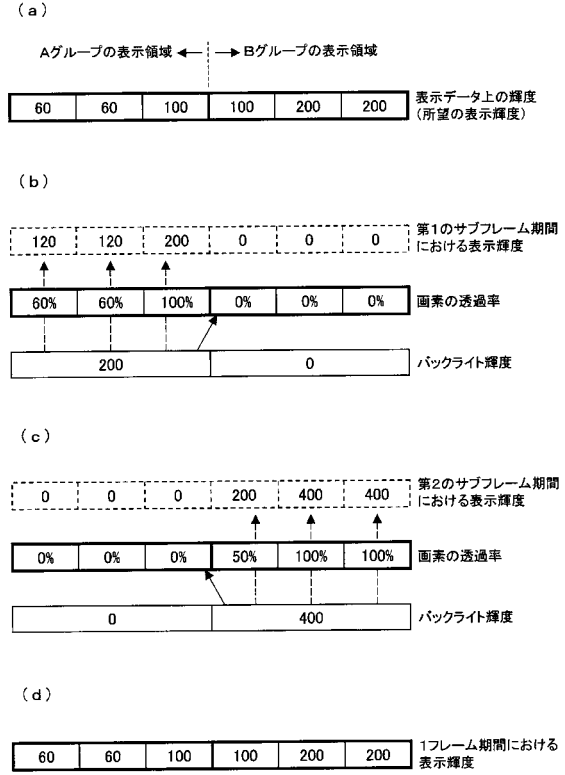 (a)
Aグループの表示領域
Bグループの表示領域
60 60 100 100 200 200
表示データ上の輝度
(所望の表示輝度)
(b)
120 120 200 0 0 0
第1のサブフレーム期間
における表示輝度
60% 60% 100% 0% 0% 0%
画素の透過率
200 0
バックライト輝度
(c)
0 0 0 200 400 400
第2のサブフレーム期間
における表示輝度
0% 0% 0% 50% 100% 100%
画素の透過率
0 400
バックライト輝度
(d)
60 60 100 100 200 200
1フレーム期間における
表示輝度